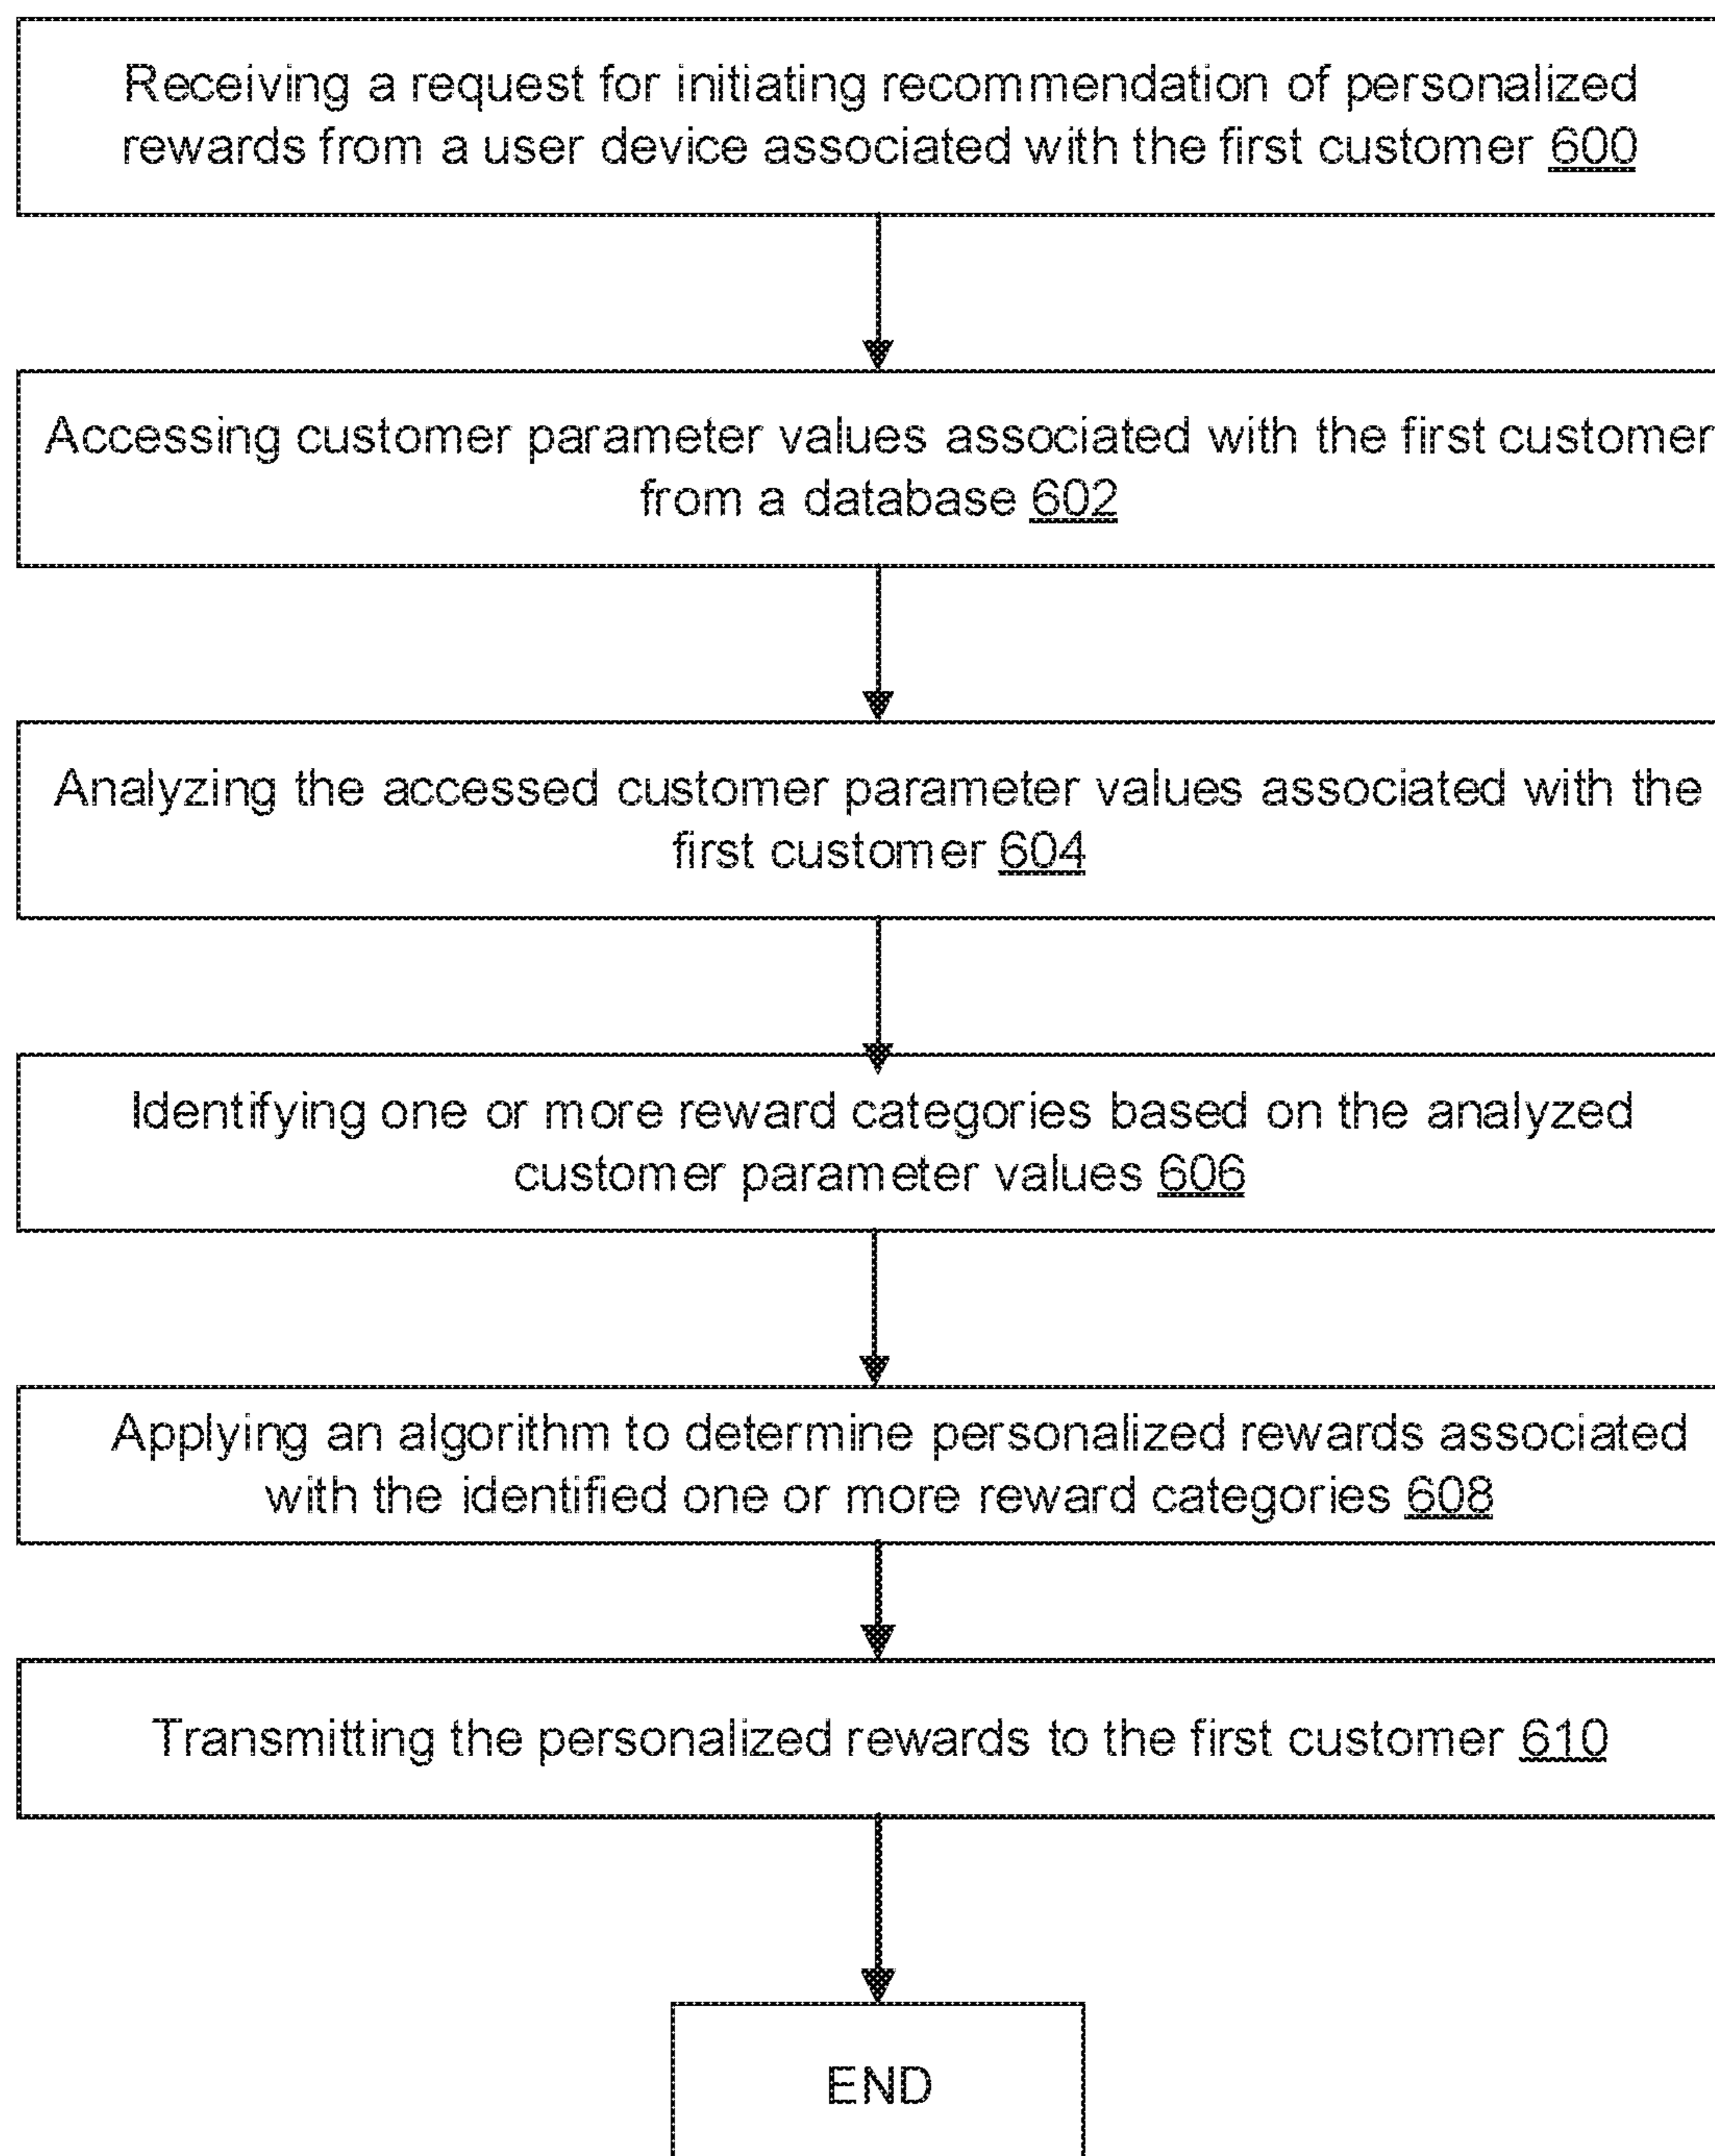 Receiving a request for initiating recommendation of personalized
rewards from a user device associated with the first customer 600
Accessing customer parameter values associated with the first customer
from a database 602
Analyzing the accessed customer parameter values associated with the
first customer 604
Identifying one or more reward categories based on the analyzed
customer parameter values 606
Applying an algorithm to determine personalized rewards associated
with the identified one or more reward categories 608
Transmitting the personalized rewards to the first customer 610
END